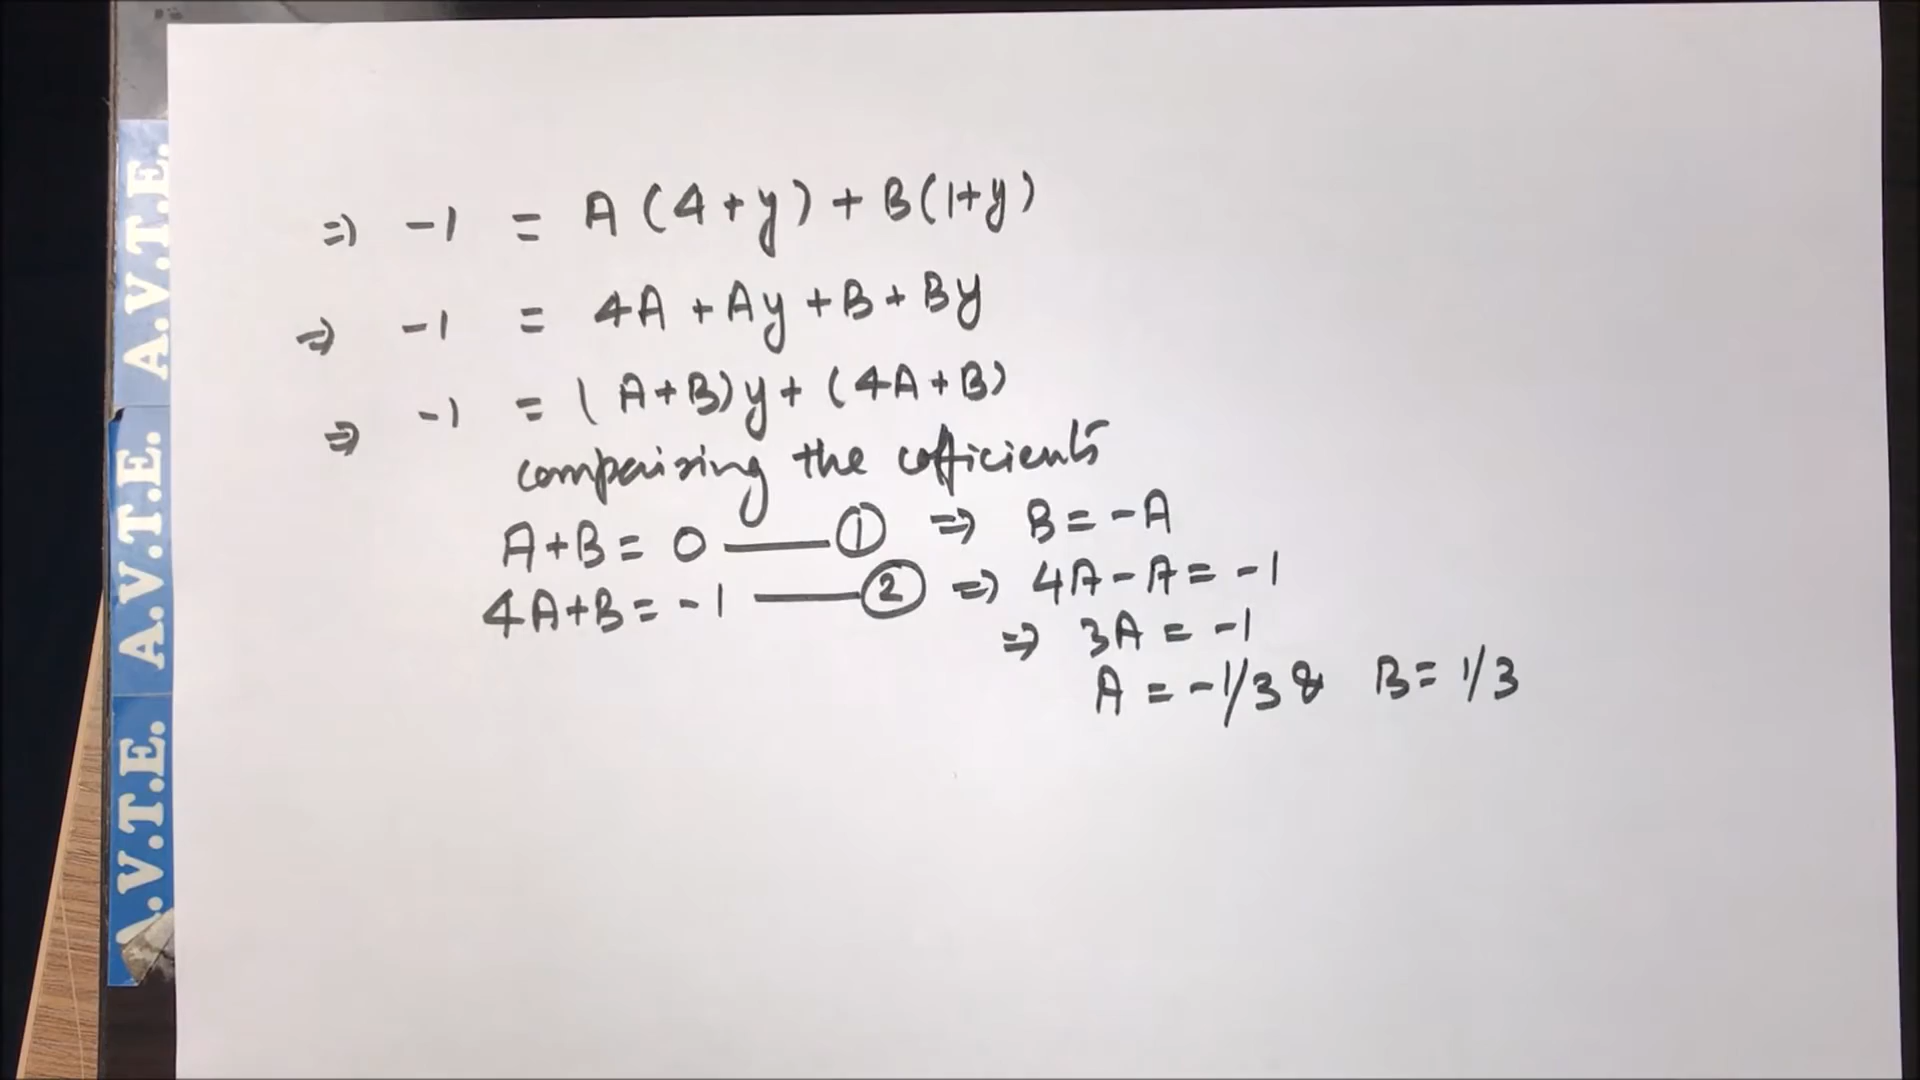 ⇒ -1 = A(4+y)+B(1+y)
⇒ -1 = 4A+Ay+B+By
⇒ -1 = (A+B)y+(4A+B)
compairing the cofficients
A+B=0 —— ① ⇒ B=-A
4A+B=-1 —— ② ⇒ 4A-A=-1
⇒ 3A=-1
A=-1/3 & B=1/3
A.V.T.E.
A.V.T.E.
A.V.T.E.